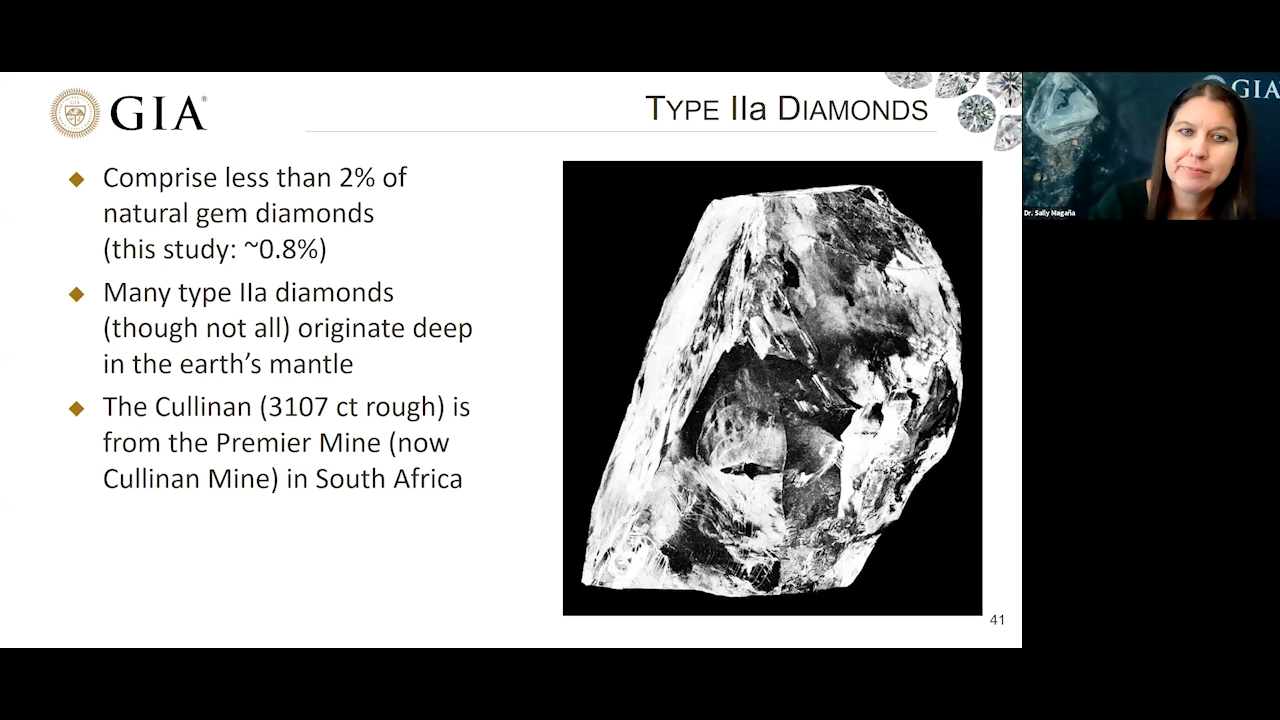 GIA®
TYPE IIa DIAMONDS
Comprise less than 2% of
natural gem diamonds
(this study: ~0.8%)
Many type IIa diamonds
(though not all) originate deep
in the earth's mantle
The Cullinan (3107 ct rough) is
from the Premier Mine (now
Cullinan Mine) in South Africa
41
GIA
Dr. Sally Magaña